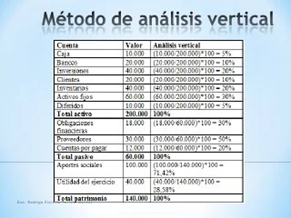 Método de análisis vertical
Cuenta Valor Análisis vertical
Caja 10.000 (10.000/200.000)*100 = 5%
Bancos 20.000 (20.000/200.000)*100 = 10%
Inversiones 40.000 (40.000/200.000)*100 = 20%
Clientes 20.000 (20.000/200.000)*100 = 10%
Inventarios 40.000 (40.000/200.000)*100 = 20%
Activos fijos 60.000 (60.000/200.000)*100 = 30%
Diferidos 10.000 (10.000/200.000)*100 = 5%
Total activo 200.000 100%
Obligaciones financieras 18.000 (18.000/60.000)*100 = 30%
Proveedores 30.000 (30.000/60.000)*100 = 50%
Cuentas por pagar 12.000 (12.000/60.000)*100 = 20%
Total pasivo 60.000 100%
Aportes sociales 100.000 (100.000/140.000)*100 = 71,42%
Utilidad del ejercicio 40.000 (40.000/140.000)*100 = 28,58%
Total patrimonio 140.000 100%